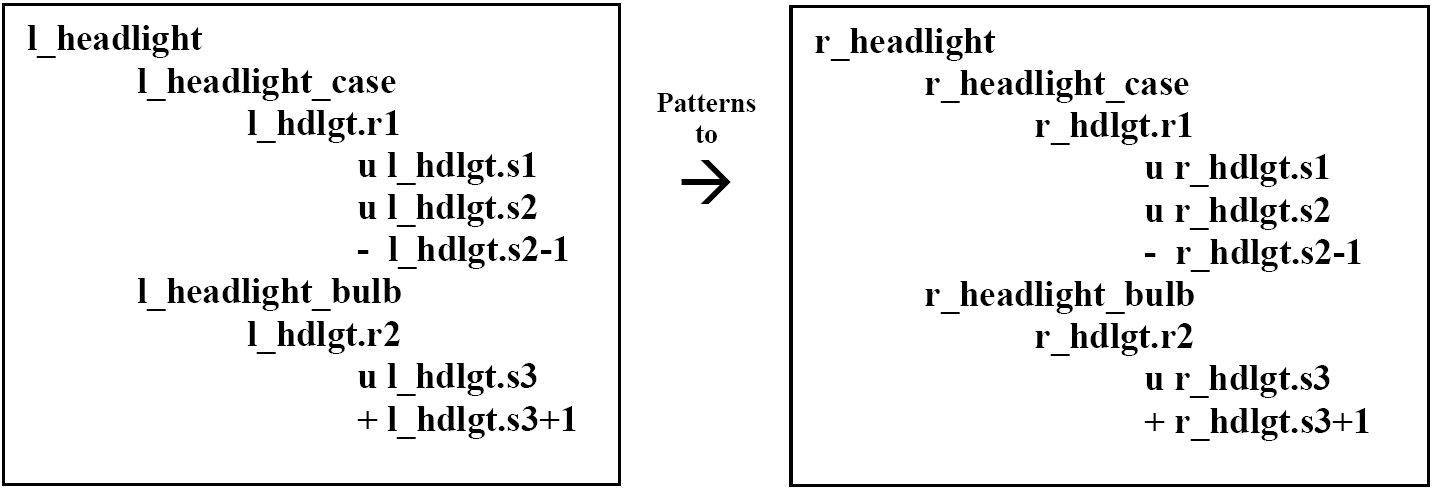 l_headlight
l_headlight_case
l_hdlgt.r1
u l_hdlgt.s1
u l_hdlgt.s2
- l_hdlgt.s2-1
l_headlight_bulb
l_hdlgt.r2
u l_hdlgt.s3
+ l_hdlgt.s3+1
Patterns
to
→
r_headlight
r_headlight_case
r_hdlgt.r1
u r_hdlgt.s1
u r_hdlgt.s2
- r_hdlgt.s2-1
r_headlight_bulb
r_hdlgt.r2
u r_hdlgt.s3
+ r_hdlgt.s3+1